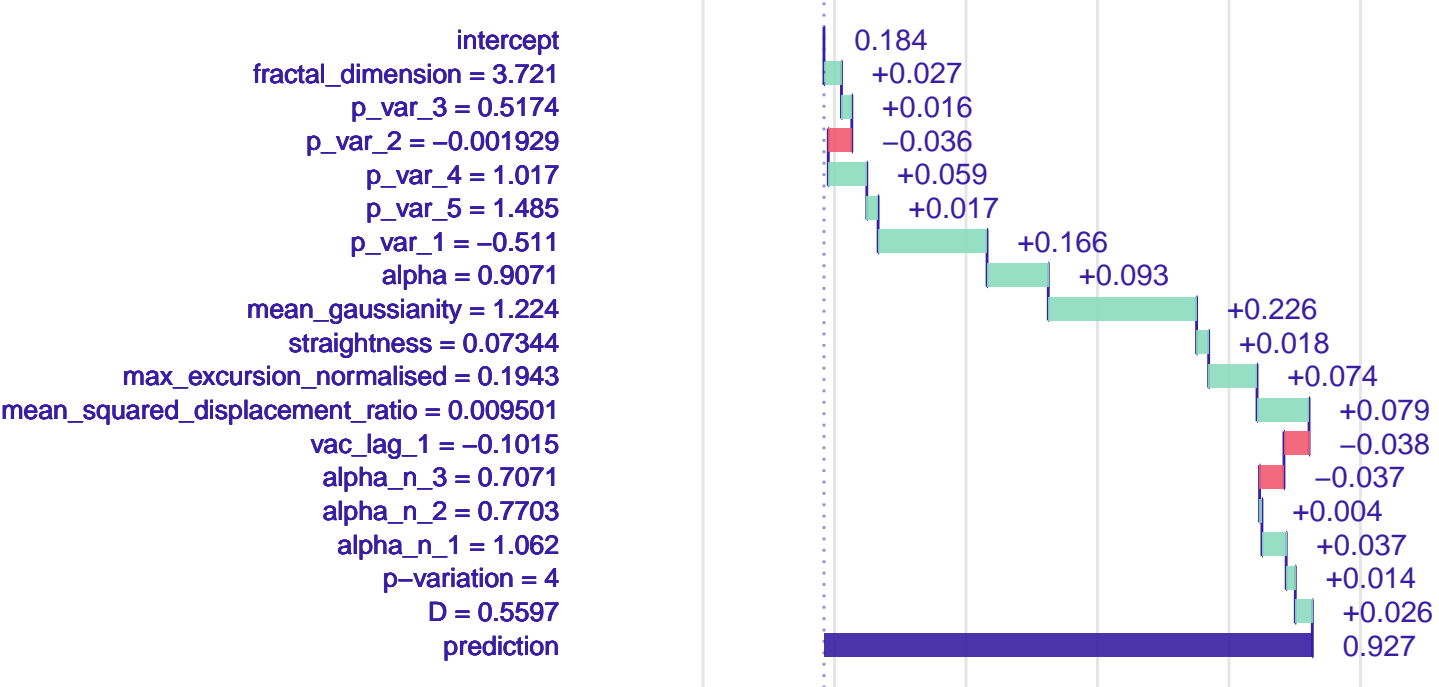 intercept 0.184
fractal_dimension = 3.721 +0.027
p_var_3 = 0.5174 +0.016
p_var_2 = −0.001929 −0.036
p_var_4 = 1.017 +0.059
p_var_5 = 1.485 +0.017
p_var_1 = −0.511 +0.166
alpha = 0.9071 +0.093
mean_gaussianity = 1.224 +0.226
straightness = 0.07344 +0.018
max_excursion_normalised = 0.1943 +0.074
mean_squared_displacement_ratio = 0.009501 +0.079
vac_lag_1 = −0.1015 −0.038
alpha_n_3 = 0.7071 −0.037
alpha_n_2 = 0.7703 +0.004
alpha_n_1 = 1.062 +0.037
p−variation = 4 +0.014
D = 0.5597 +0.026
prediction 0.927